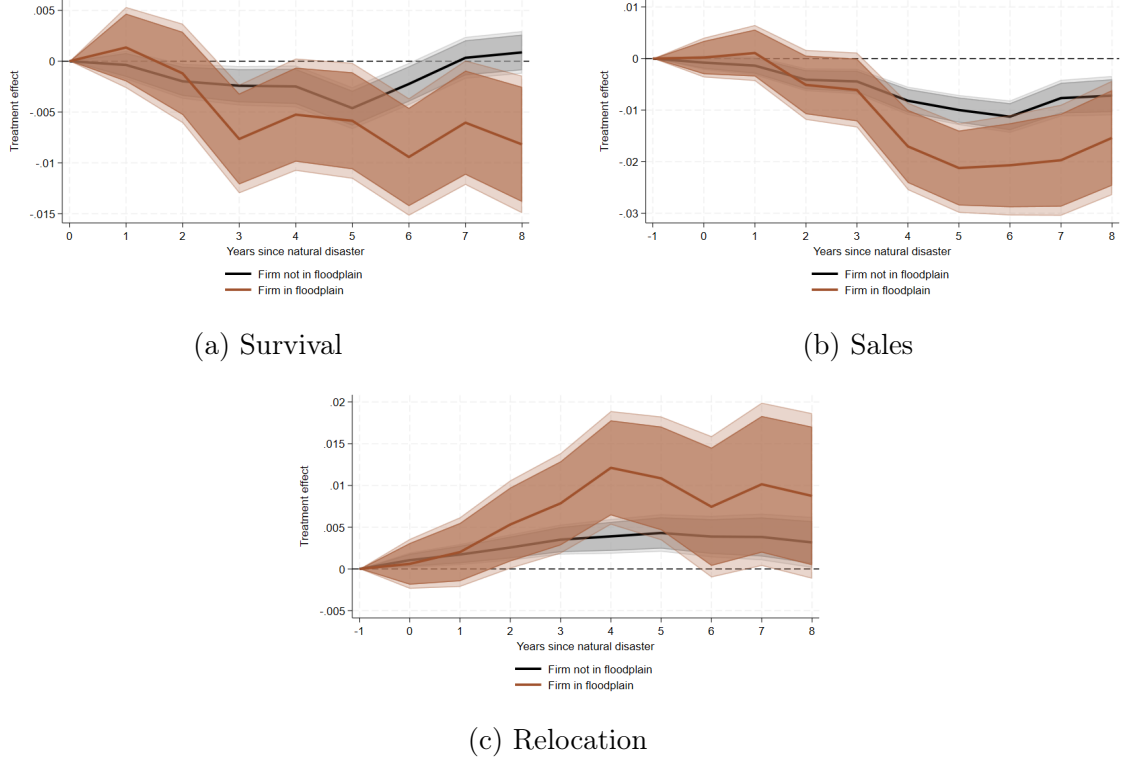 .005
0
-.005
-.01
-.015
Treatment effect
0 1 2 3 4 5 6 7 8
Years since natural disaster
Firm not in floodplain
Firm in floodplain
(a) Survival
.01
0
-.01
-.02
-.03
Treatment effect
-1 0 1 2 3 4 5 6 7 8
Years since natural disaster
Firm not in floodplain
Firm in floodplain
(b) Sales
.02
.015
.01
.005
0
-.005
Treatment effect
-1 0 1 2 3 4 5 6 7 8
Years since natural disaster
Firm not in floodplain
Firm in floodplain
(c) Relocation